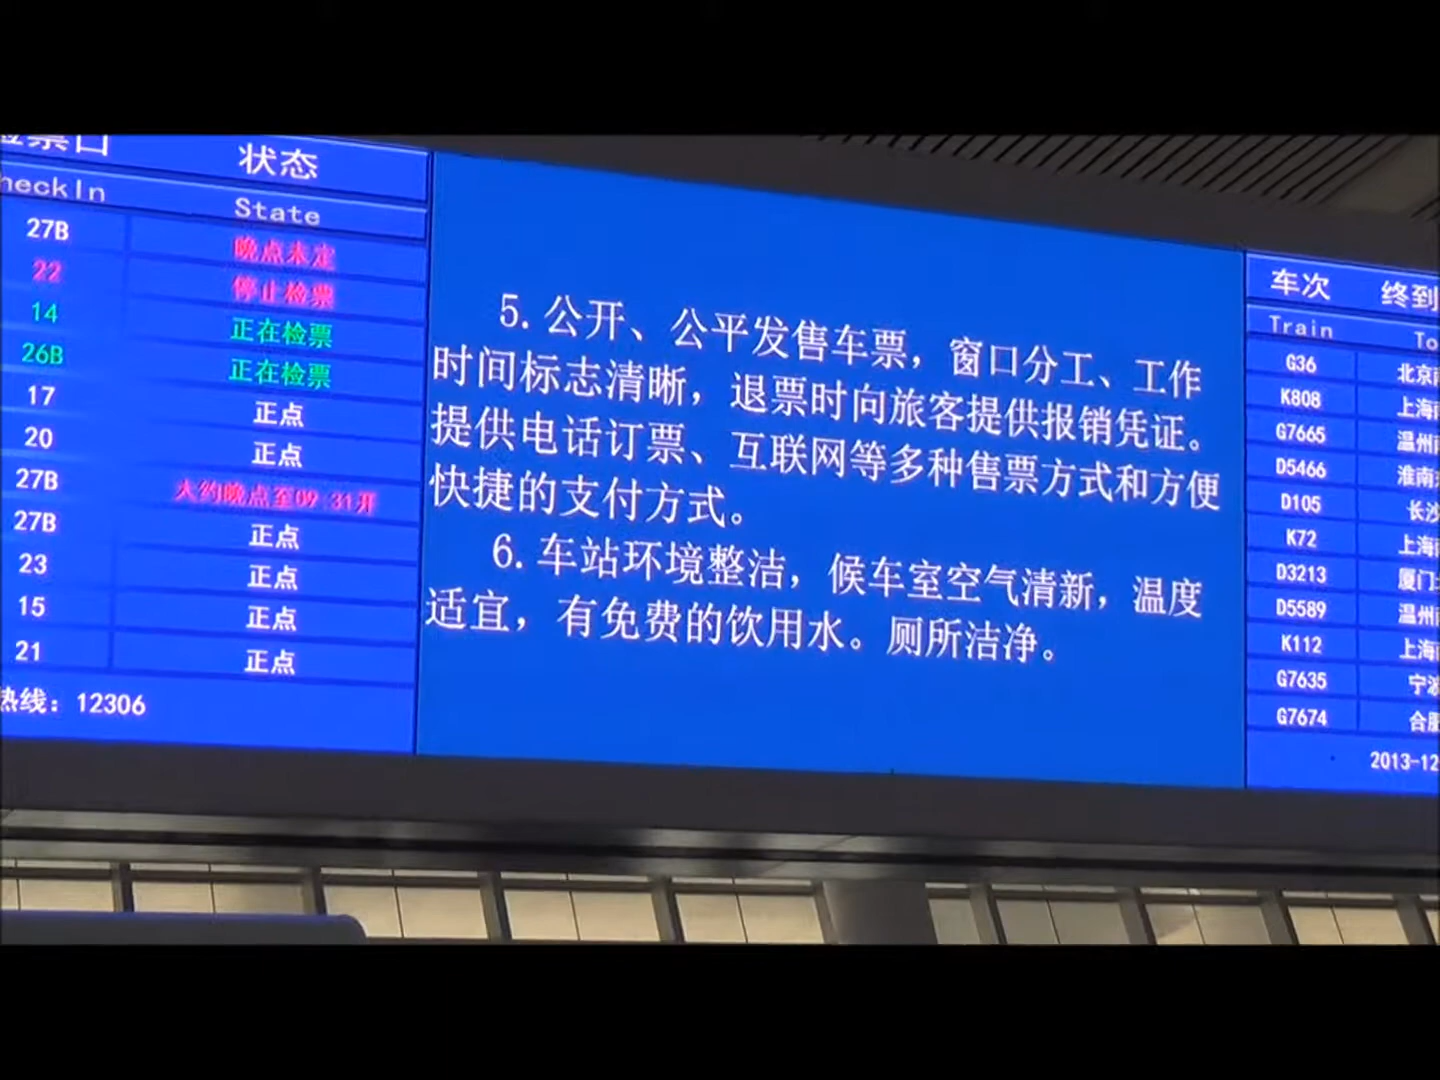 检票口 状态
heckIn State
27B 晚点未定
22 停止检票
14 正在检票
26B 正在检票
17 正点
20 正点
27B 大约晚点至09:31开
27B 正点
23 正点
15 正点
21 正点
热线：12306
5.公开、公平发售车票，窗口分工、工作
时间标志清晰，退票时向旅客提供报销凭证。
提供电话订票、互联网等多种售票方式和方便
快捷的支付方式。
6.车站环境整洁，候车室空气清新，温度
适宜，有免费的饮用水。厕所洁净。
车次 终到
Train To
G36 北京南
K808 上海
G7665 温州
D5466 淮南
D105 长沙
K72 上海
D3213 厦门
D5589 温州
K112 上海
G7635 宁波
G7674 合肥
2013-12